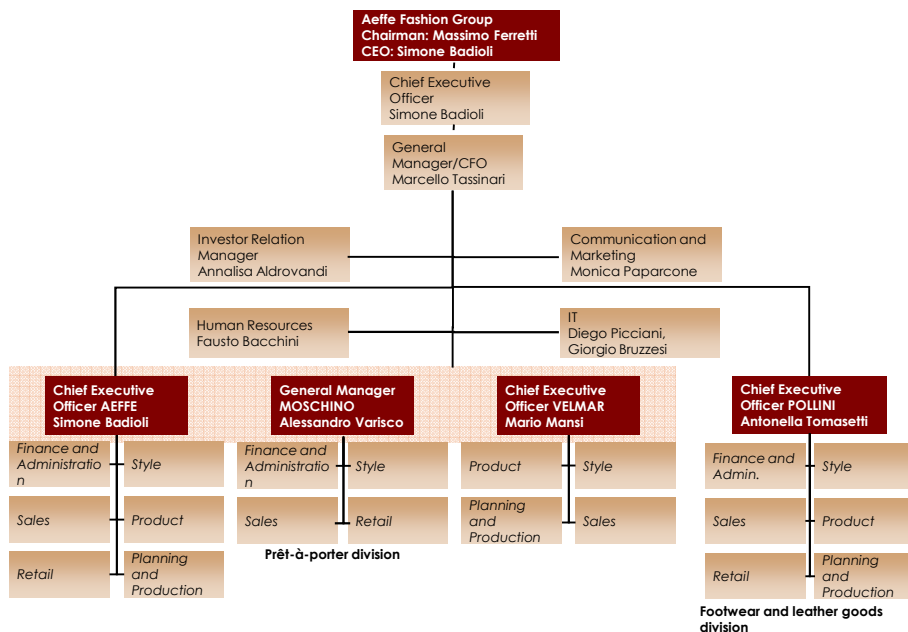 Aeffe Fashion Group
Chairman: Massimo Ferretti
CEO: Simone Badioli
Chief Executive
Officer
Simone Badioli
General
Manager/CFO
Marcello Tassinari
Investor Relation
Manager
Annalisa Aldrovandi
Communication and
Marketing
Monica Paparcone
Human Resources
Fausto Bacchini
IT
Diego Picciani,
Giorgio Bruzzesi
Chief Executive
Officer AEFFE
Simone Badioli
General Manager
MOSCHINO
Alessandro Varisco
Chief Executive
Officer VELMAR
Mario Mansi
Chief Executive
Officer POLLINI
Antonella Tomasetti
Finance and
Administratio
n
Style
Sales
Product
Retail
Planning
and
Production
Finance and
Administratio
n
Style
Sales
Retail
Prêt-à-porter division
Product
Style
Planning
and
Production
Sales
Finance and
Admin.
Style
Sales
Product
Retail
Planning
and
Production
Footwear and leather goods
division